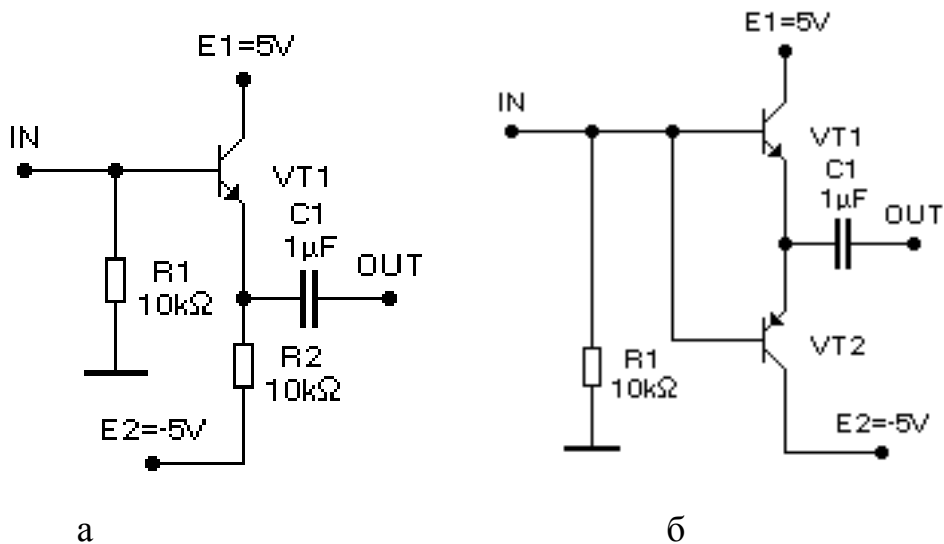 E1=5V
IN
VT1
C1
1µF
OUT
R1
10kΩ
R2
10kΩ
E2=-5V
а
E1=5V
IN
VT1
C1
1µF
OUT
R1
10kΩ
VT2
E2=-5V
б